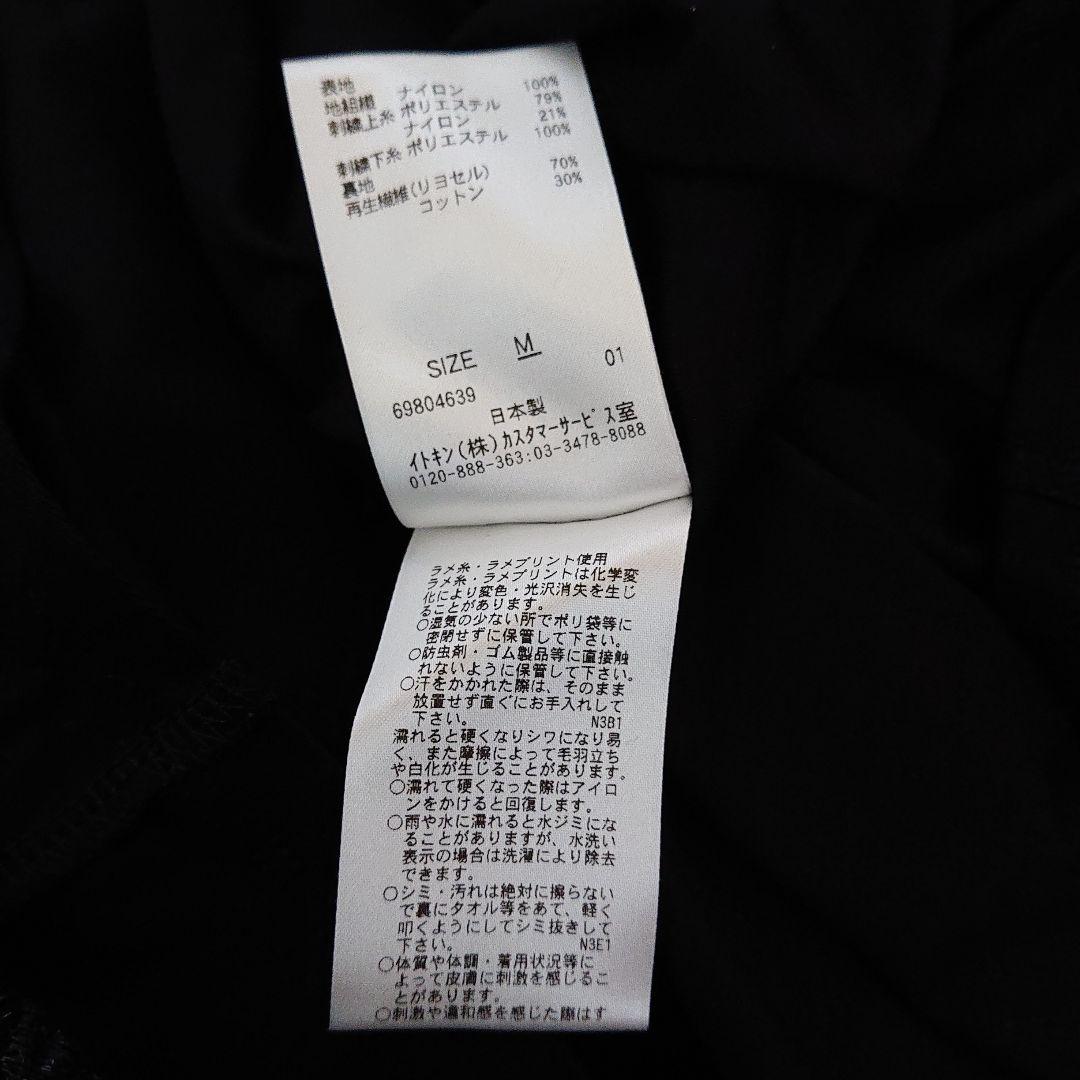 表地
地組織 ナイロン 100%
刺繍上糸 ポリエステル 79%
ナイロン 21%
刺繍下糸 ポリエステル 100%
裏地
再生繊維(リヨセル) 70%
コットン 30%
SIZE M 01
69804639
日本製
イトキン(株)カスタマーサービス室
0120-888-363:03-3478-8088
ラメ糸・ラメプリント使用
ラメ糸・ラメプリントは化学変
化により変色・光沢消失を生じ
ることがあります。
○湿気の少ない所でポリ袋等に
密閉せずに保管して下さい。
○防虫剤・ゴム製品等に直接触
れないように保管して下さい。
○汗をかかれた際は、そのまま
放置せず直ぐにお手入れして
下さい。 N3B1
濡れると硬くなりシワになり易
く、また摩擦によって毛羽立ち
や白化が生じることがあります。
○濡れて硬くなった際はアイロ
ンをかけると回復します。
○雨や水に濡れると水ジミにな
ることがありますが、水洗い
表示の場合は洗濯により除去
できます。
○シミ・汚れは絶対に擦らない
で裏にタオル等をあて、軽く
叩くようにしてシミ抜きして
下さい。 N3E1
○体質や体調・着用状況等に
よって皮膚に刺激を感じるこ
とがあります。
○刺激や違和感を感じた際はす